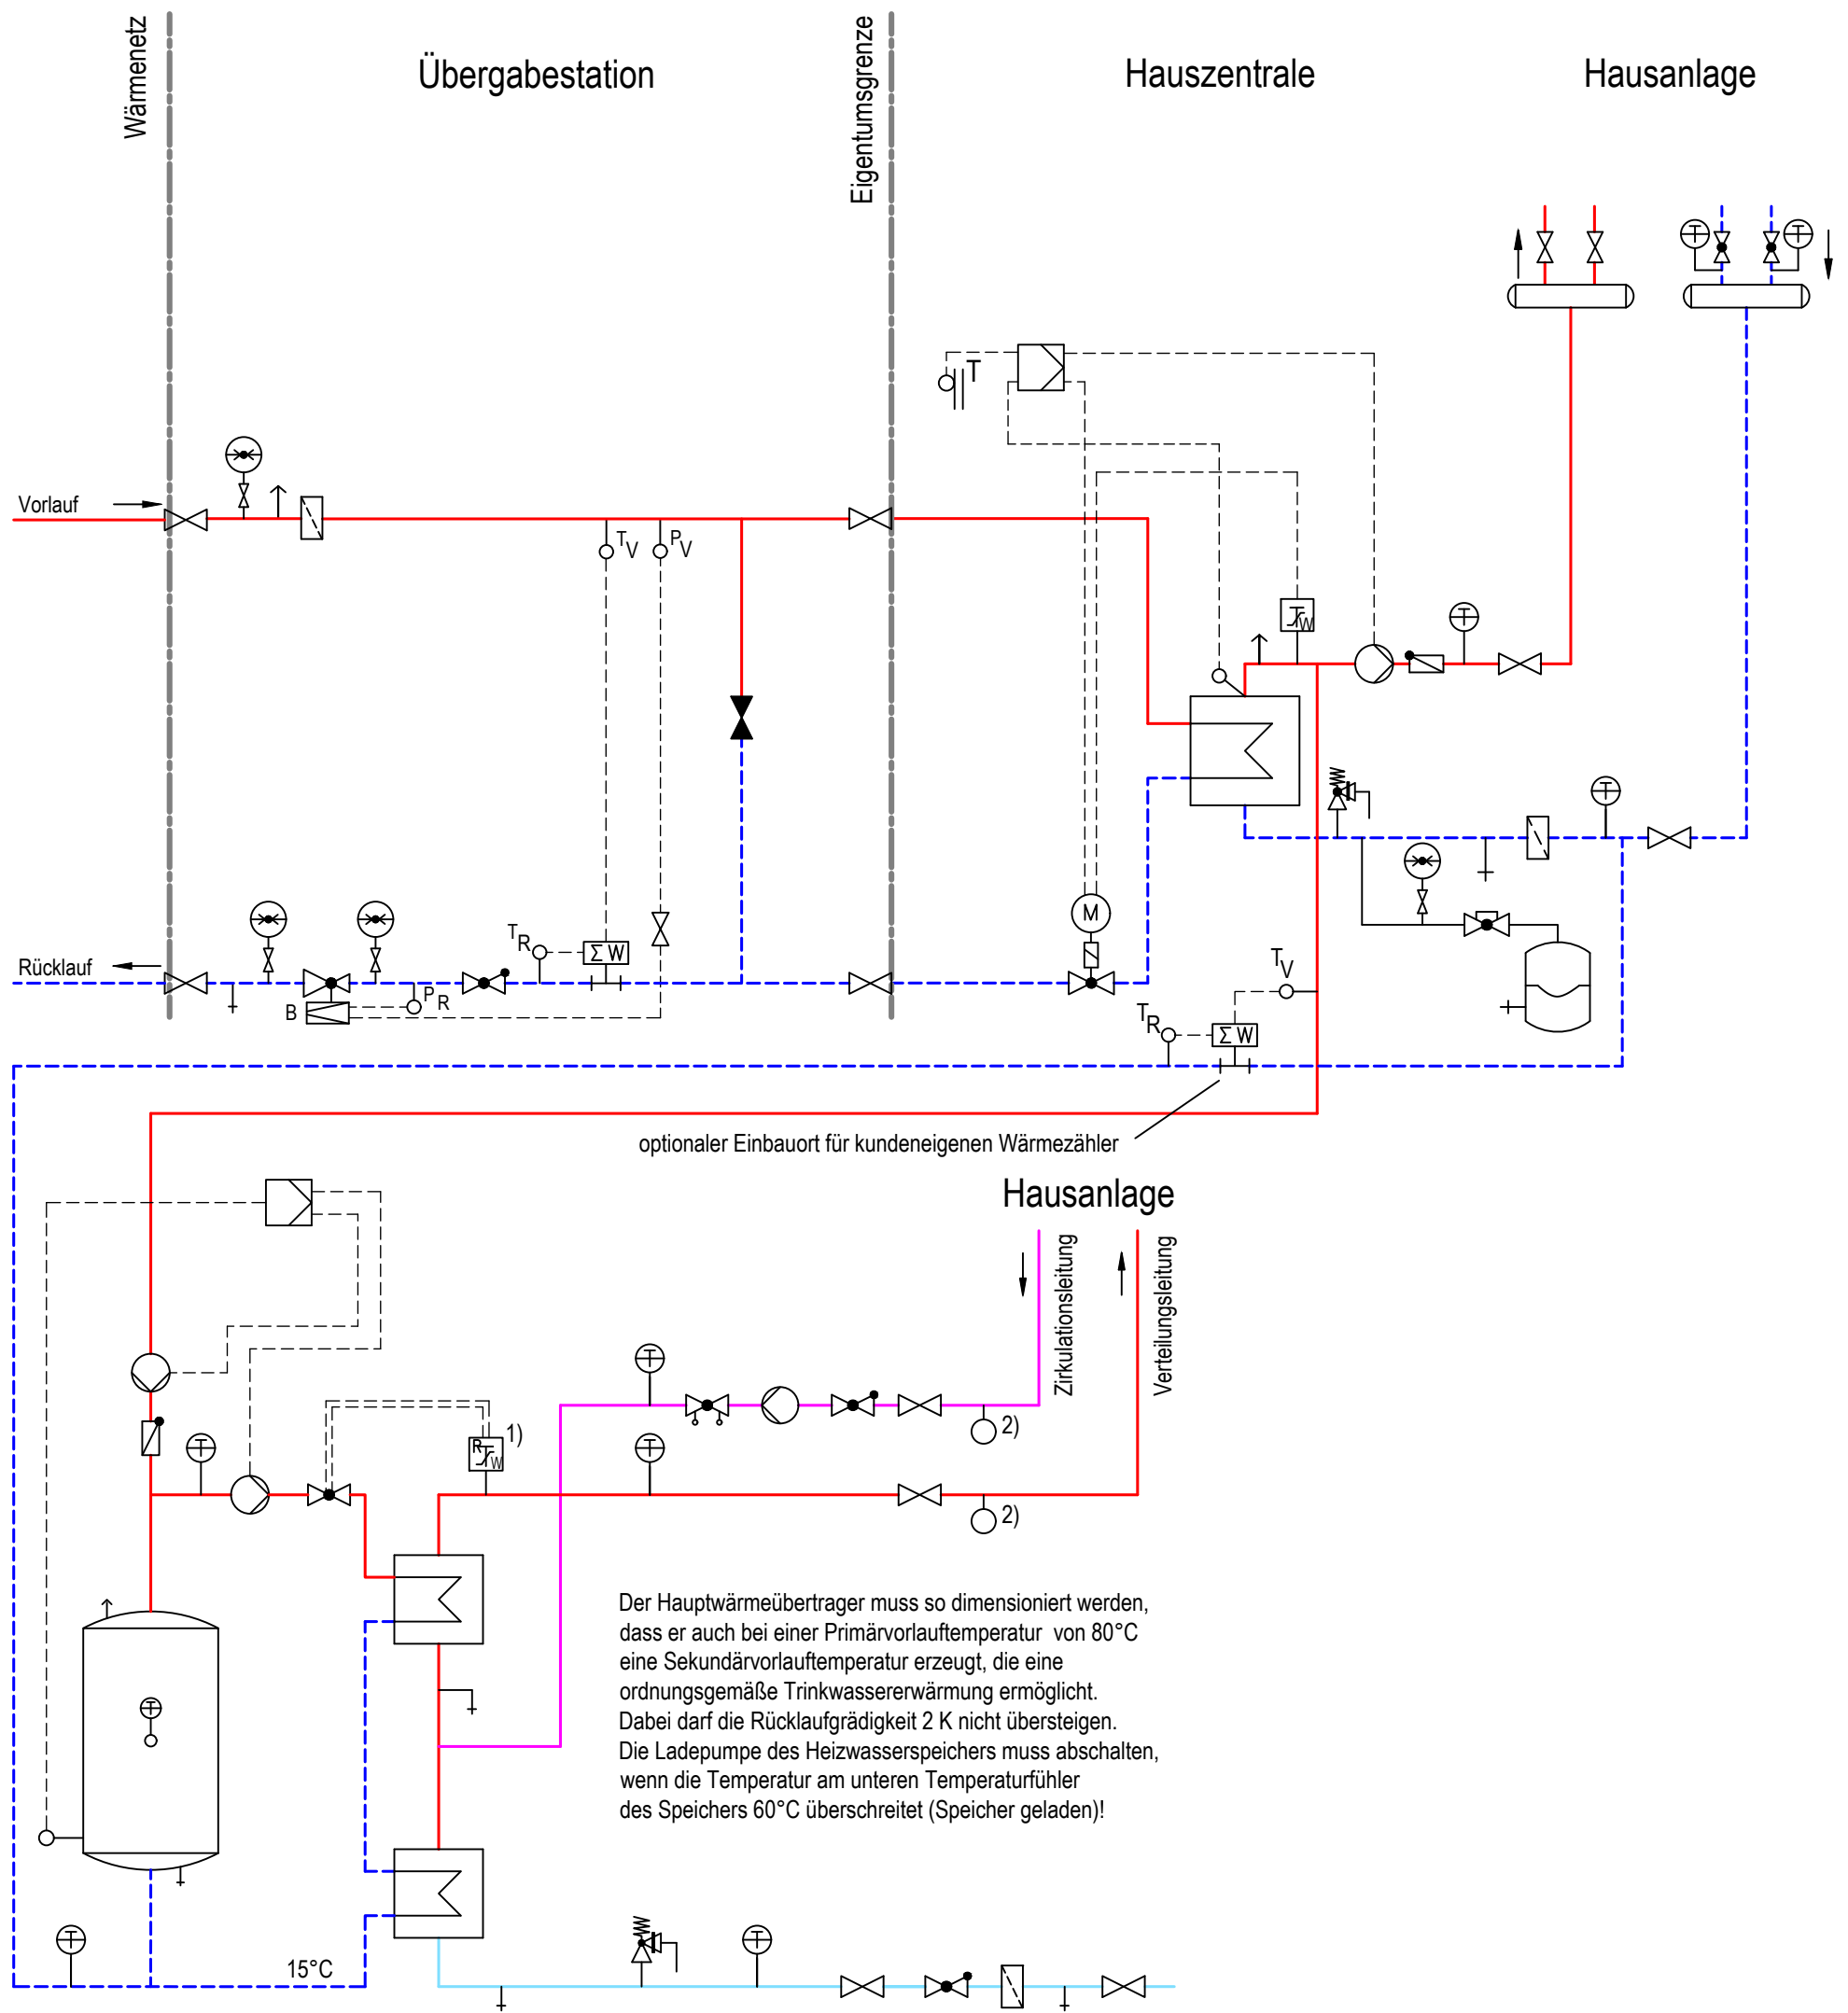 Wärmenetz
Übergabestation
Eigentumsgrenze
Hauszentrale
Hausanlage
T
T
T
Vorlauf
TV
PV
W
T
T
M
Rücklauf
TR
ΣW
B
PR
TV
TR
ΣW
optionaler Einbauort für kundeneigenen Wärmezähler
Hausanlage
Zirkulationsleitung
Verteilungsleitung
T
2)
T
T
R W
1)
2)
Der Hauptwärmeübertrager muss so dimensioniert werden,
dass er auch bei einer Primärvorlauftemperatur von 80°C
eine Sekundärvorlauftemperatur erzeugt, die eine
ordnungsgemäße Trinkwassererwärmung ermöglicht.
Dabei darf die Rücklaufgrädigkeit 2 K nicht übersteigen.
Die Ladepumpe des Heizwasserspeichers muss abschalten,
wenn die Temperatur am unteren Temperaturfühler
des Speichers 60°C überschreitet (Speicher geladen)!
T
T
T
15°C